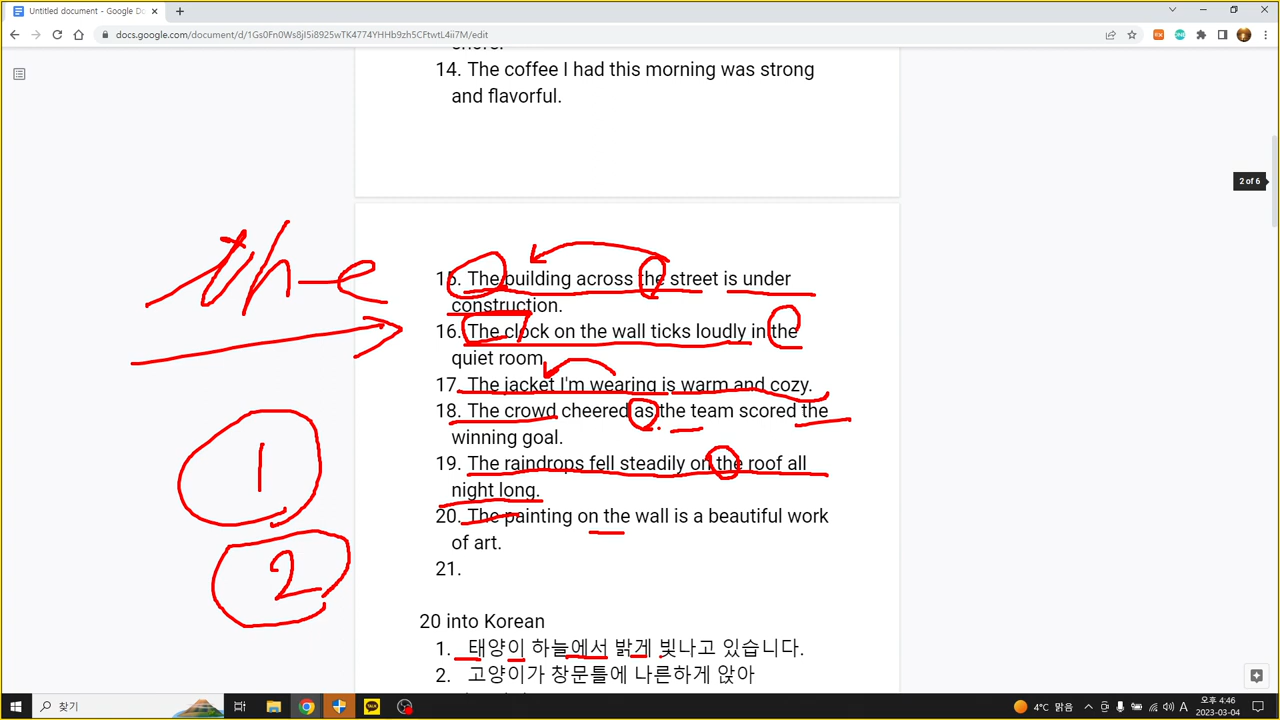 Untitled document - Google Do
docs.google.com/document/d/1Gs0Fn0Ws8jI5i8925wTK4774YHHb9zh5CFtwtL4ii7M/edit
14. The coffee I had this morning was strong
and flavorful.
2 of 6
the
15. The building across the street is under
construction.
16. The clock on the wall ticks loudly in the
quiet room.
17. The jacket I'm wearing is warm and cozy.
18. The crowd cheered as the team scored the
winning goal.
19. The raindrops fell steadily on the roof all
night long.
20. The painting on the wall is a beautiful work
of art.
21.
1
2
20 into Korean
1. 태양이 하늘에서 밝게 빛나고 있습니다.
2. 고양이가 창문틀에 나른하게 앉아
찾기
4°C 맑음
A
오후 4:46
2023-03-04